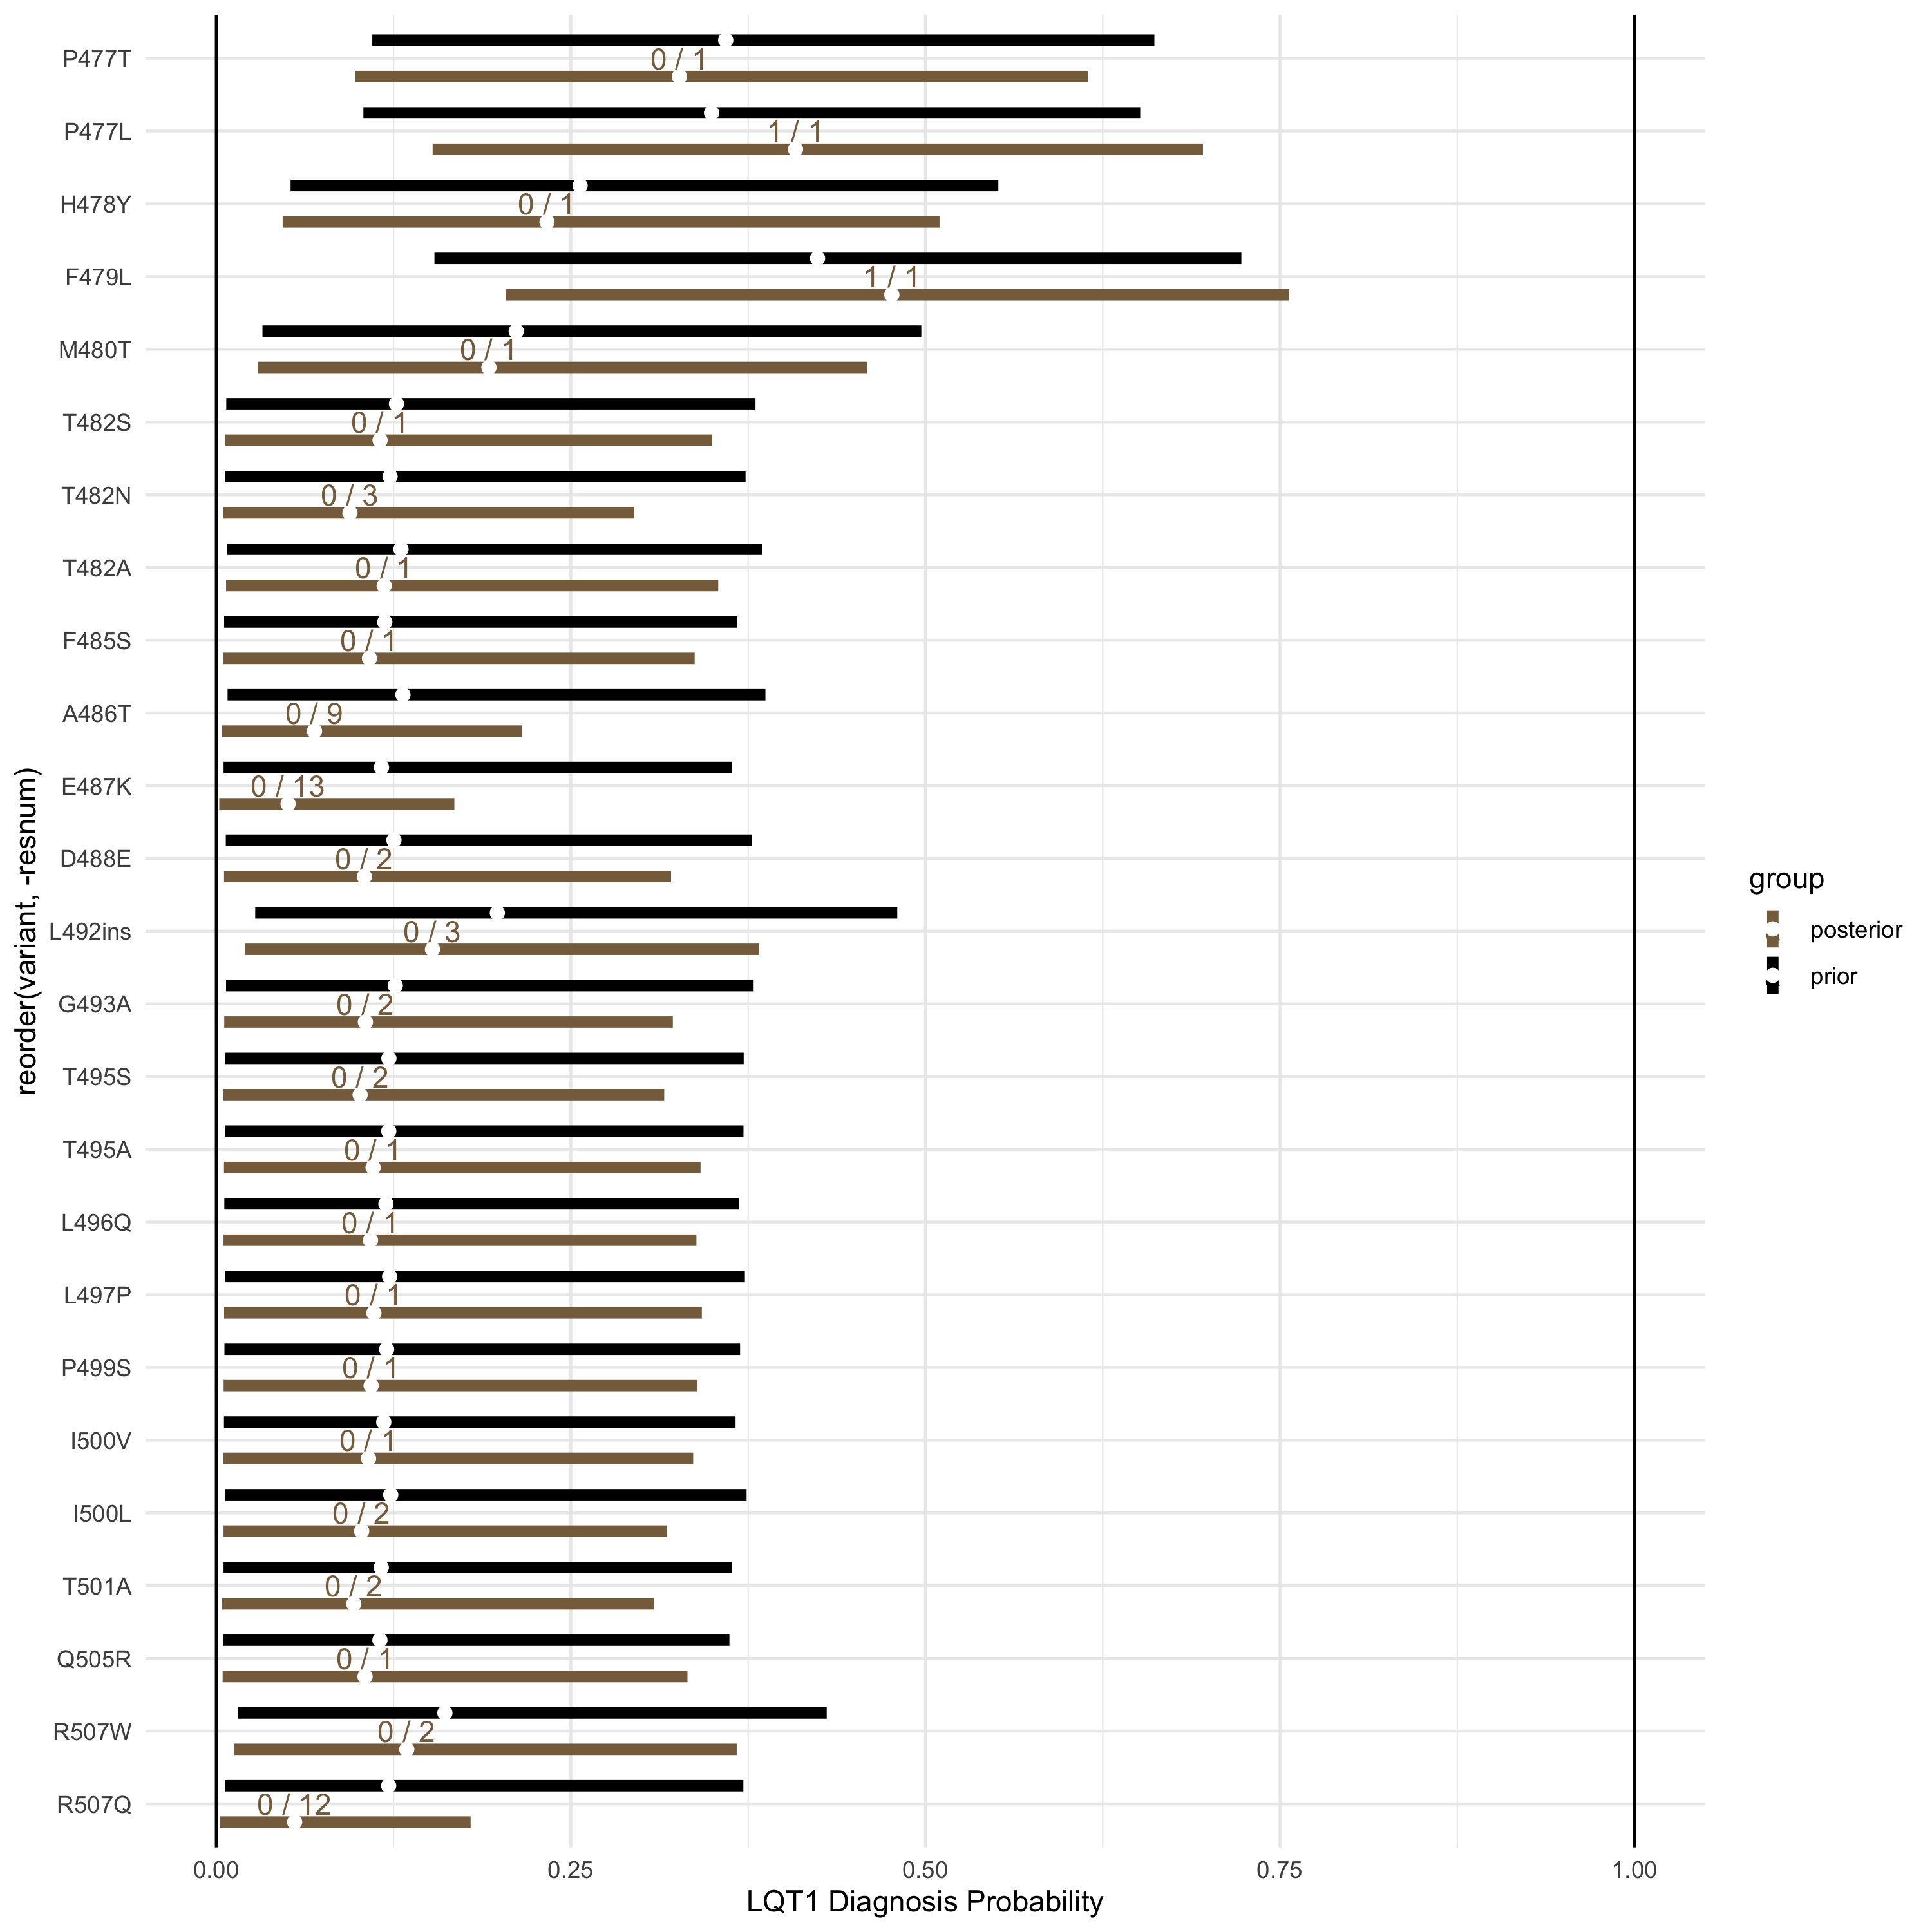 P477T
0 / 1
P477L
1 / 1
H478Y
0 / 1
F479L
1 / 1
M480T
0 / 1
T482S
0 / 1
T482N
0 / 3
T482A
0 / 1
F485S
0 / 1
A486T
0 / 9
E487K
0 / 13
D488E
0 / 2
L492ins
0 / 3
G493A
0 / 2
T495S
0 / 2
T495A
0 / 1
L496Q
0 / 1
L497P
0 / 1
P499S
0 / 1
I500V
0 / 1
I500L
0 / 2
T501A
0 / 2
Q505R
0 / 1
R507W
0 / 2
R507Q
0 / 12
reorder(variant, -resnum)
0.00
0.25
0.50
0.75
1.00
LQT1 Diagnosis Probability
group
posterior
prior